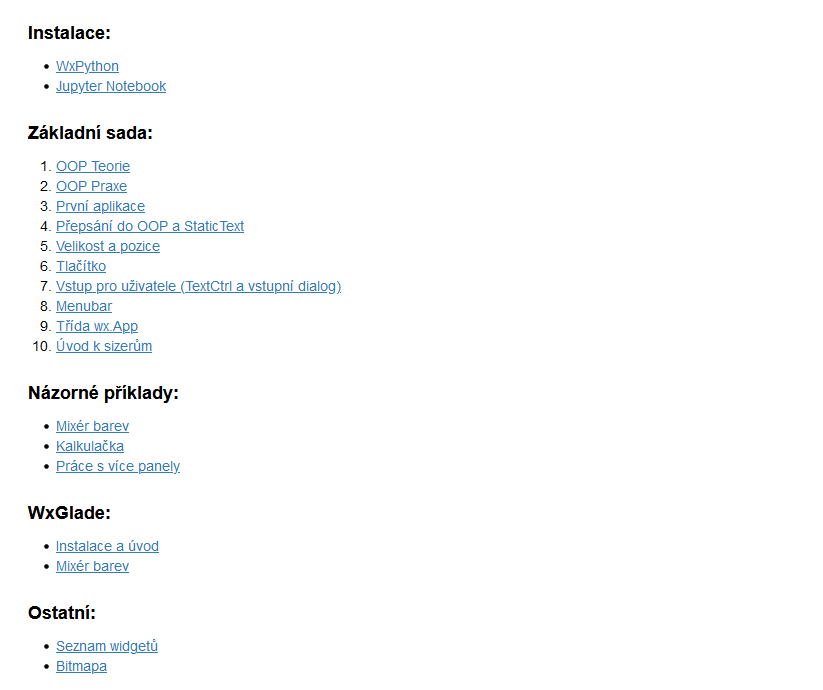 Instalace:
• WxPython
• Jupyter Notebook
Základní sada:
1. OOP Teorie
2. OOP Praxe
3. První aplikace
4. Přepsání do OOP a StaticText
5. Velikost a pozice
6. Tlačítko
7. Vstup pro uživatele (TextCtrl a vstupní dialog)
8. Menubar
9. Třída wx.App
10. Úvod k sizerům
Názorné příklady:
• Mixér barev
• Kalkulačka
• Práce s více panely
WxGlade:
• Instalace a úvod
• Mixér barev
Ostatní:
• Seznam widgetů
• Bitmapa